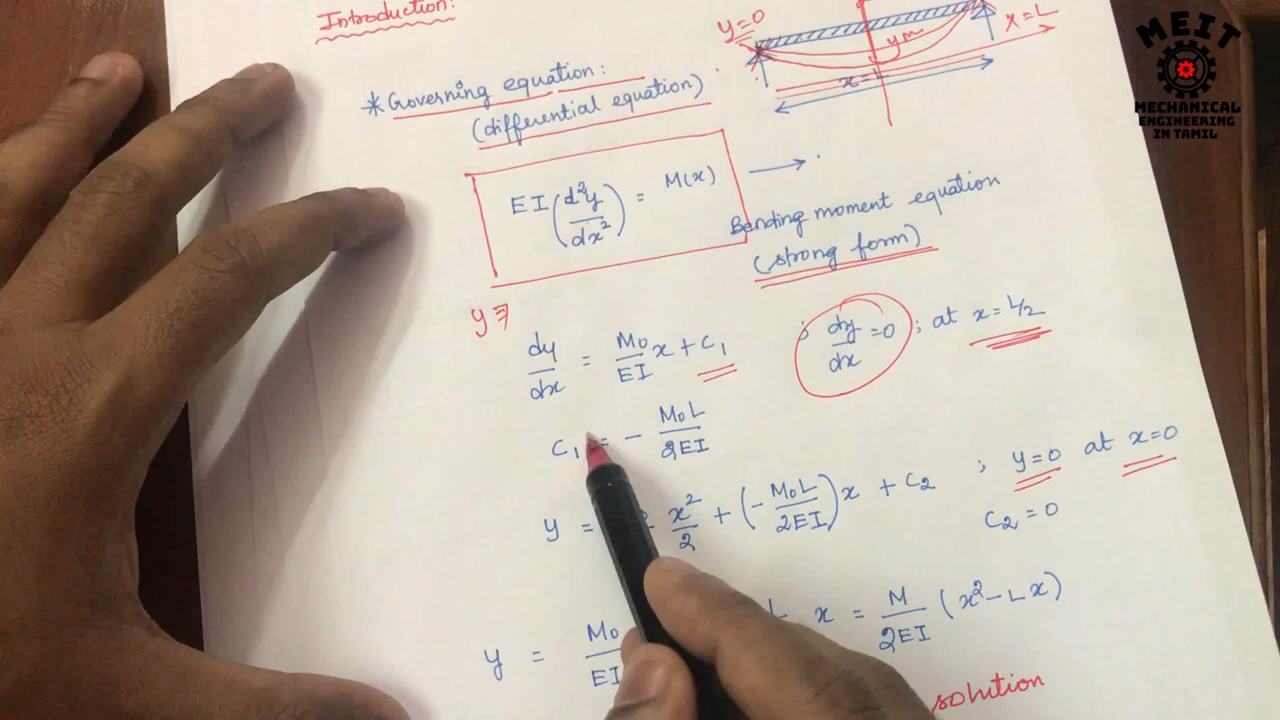 Introduction:
y=0
ym
x=L
x=L
MEIT
MECHANICAL
ENGINEERING
IN TAMIL
*Governing equation:
(differential equation)
EI(d²y/dx²) = M(x) →
Bending moment equation
(strong form)
y ⇒
dy/dx = M₀/EI x + C₁ ; dy/dx = 0 ; at x = L/2
C₁ = - M₀L/2EI
y = x²/2 + (- M₀L/2EI)x + C₂ ; y=0 at x=0
C₂ = 0
y = M₀/EI x = M/2EI (x² - Lx)
solution